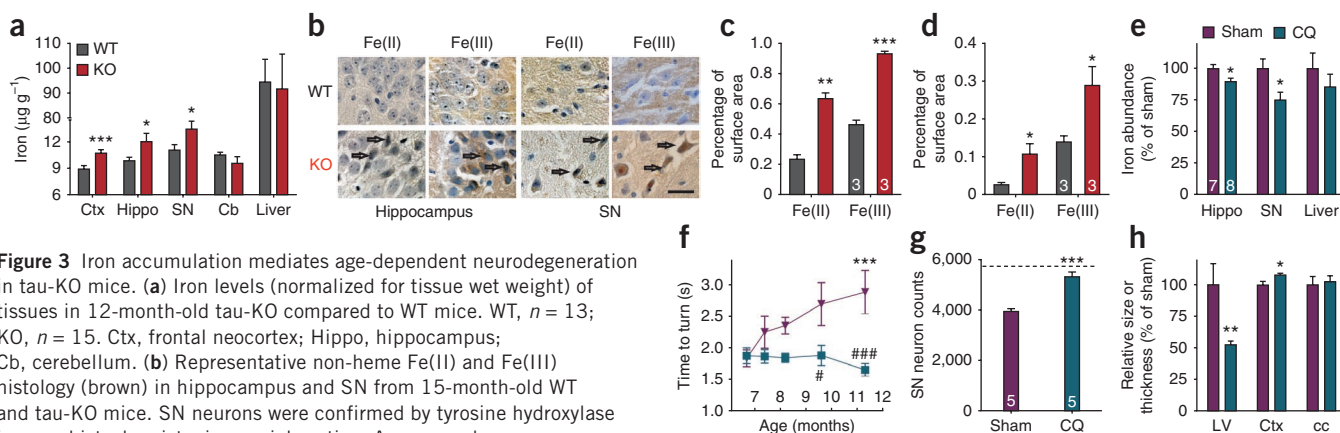 a
Iron (µg g⁻¹)
WT
KO
110
100
90
80
12
9
6
***
*
*
Ctx Hippo SN Cb Liver
b
Fe(II) Fe(III) Fe(II) Fe(III)
WT
KO
Hippocampus SN
c
Percentage of
surface area
1.0
0.8
0.6
0.4
0.2
0
**
***
3 3
Fe(II) Fe(III)
d
Percentage of
surface area
0.4
0.3
0.2
0.1
0
*
*
3 3
Fe(II) Fe(III)
e
Sham CQ
Iron abundance
(% of sham)
125
100
75
50
25
0
*
*
7 8
Hippo SN Liver
Figure 3 Iron accumulation mediates age-dependent neurodegeneration
in tau-KO mice. (a) Iron levels (normalized for tissue wet weight) of
tissues in 12-month-old tau-KO compared to WT mice. WT, n = 13;
KO, n = 15. Ctx, frontal neocortex; Hippo, hippocampus;
Cb, cerebellum. (b) Representative non-heme Fe(II) and Fe(III)
histology (brown) in hippocampus and SN from 15-month-old WT
and tau-KO mice. SN neurons were confirmed by tyrosine hydroxylase
f
Time to turn (s)
3.0
2.5
2.0
1.5
1.0
***
###
#
7 8 9 10 11 12
Age (months)
g
SN neuron counts
6,000
4,000
2,000
0
***
5 5
Sham CQ
h
Relative size or
thickness (% of sham)
125
100
75
50
25
0
**
*
LV Ctx cc